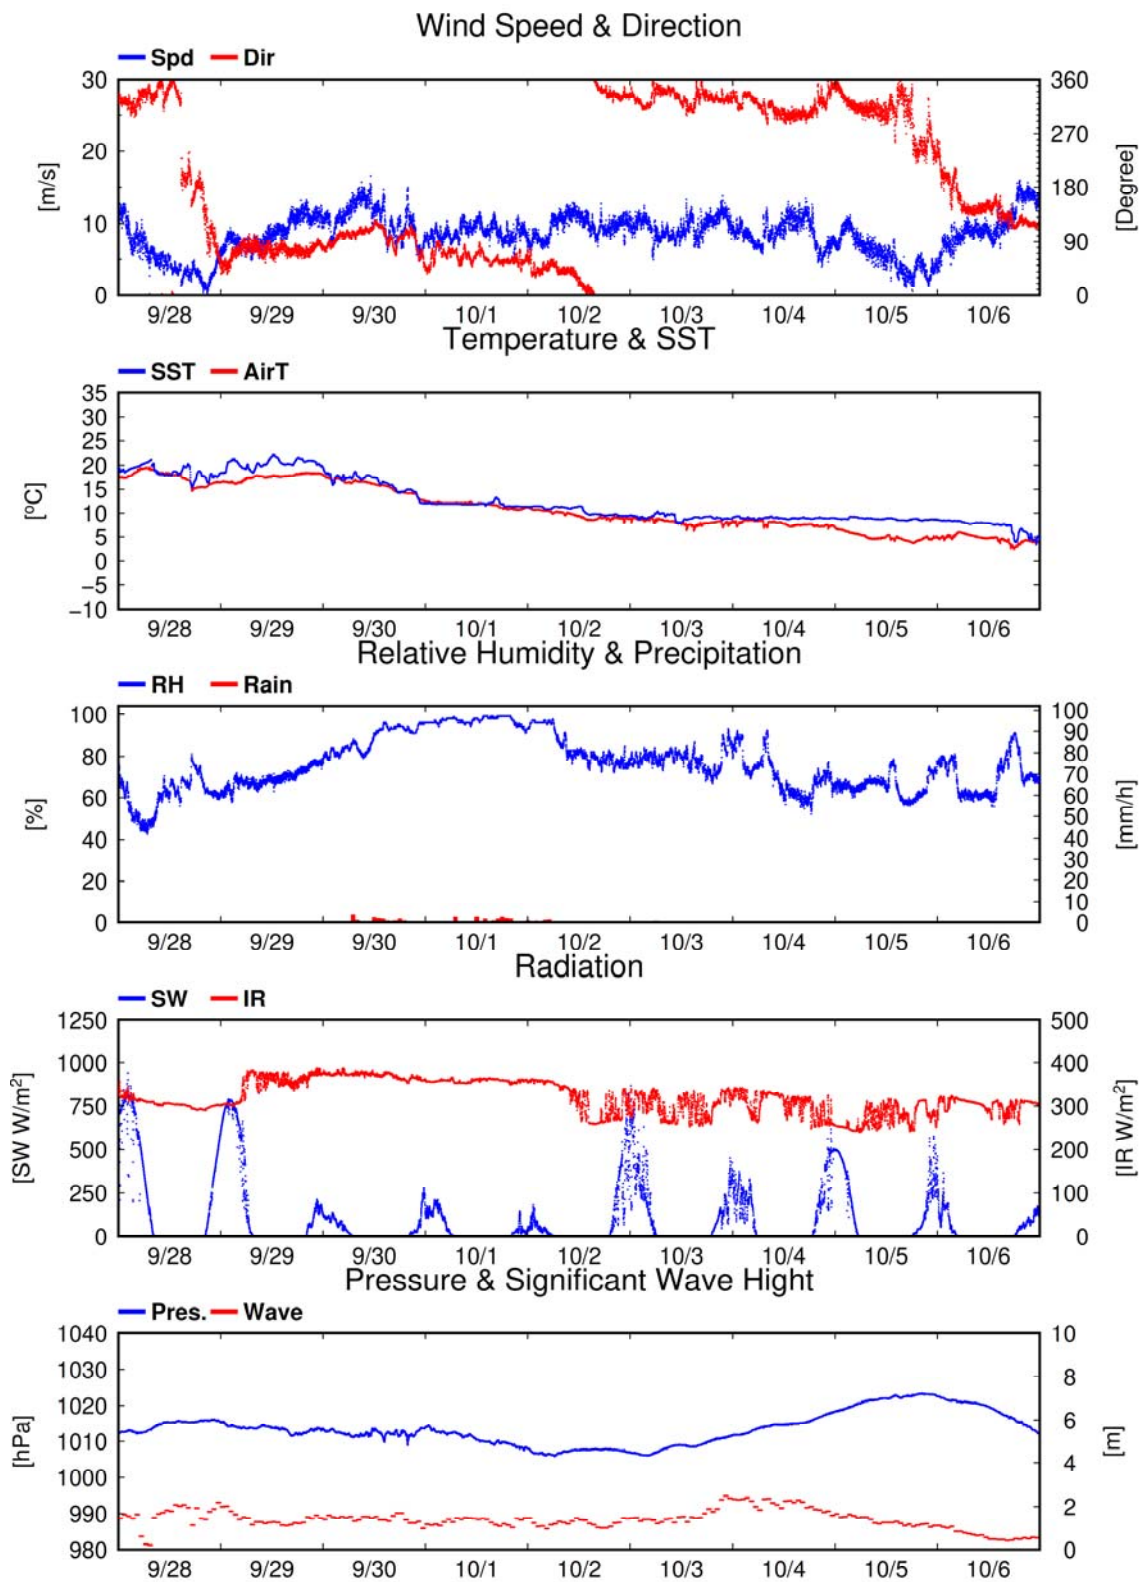 Wind Speed & Direction
Spd Dir
30 360
20 270
10 180
0 90
0
[m/s] [Degree]
9/28 9/29 9/30 10/1 10/2 10/3 10/4 10/5 10/6
Temperature & SST
SST AirT
35
30
25
20
15
10
5
0
−5
−10
[ºC]
9/28 9/29 9/30 10/1 10/2 10/3 10/4 10/5 10/6
Relative Humidity & Precipitation
RH Rain
100 100
80 90
60 80
40 70
20 60
0 50
40
30
20
10
0
[%] [mm/h]
9/28 9/29 9/30 10/1 10/2 10/3 10/4 10/5 10/6
Radiation
SW IR
1250 500
1000 400
750 300
500 200
250 100
0 0
[SW W/m²] [IR W/m²]
9/28 9/29 9/30 10/1 10/2 10/3 10/4 10/5 10/6
Pressure & Significant Wave Hight
Pres. Wave
1040 10
1030 8
1020 6
1010 4
1000 2
990 0
980
[hPa] [m]
9/28 9/29 9/30 10/1 10/2 10/3 10/4 10/5 10/6